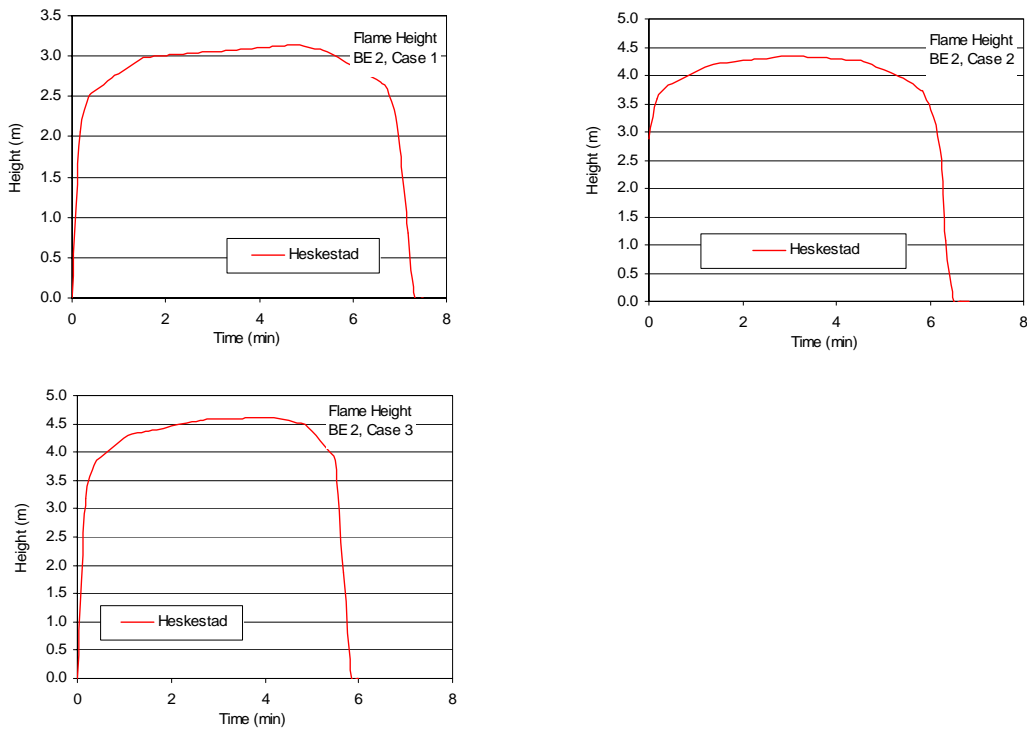 Flame Height
BE 2, Case 1
Height (m)
3.5
3.0
2.5
2.0
1.5
1.0
0.5
0.0
Heskestad
0 2 4 6 8
Time (min)
Flame Height
BE 2, Case 2
Height (m)
5.0
4.5
4.0
3.5
3.0
2.5
2.0
1.5
1.0
0.5
0.0
Heskestad
0 2 4 6 8
Time (min)
Flame Height
BE 2, Case 3
Height (m)
5.0
4.5
4.0
3.5
3.0
2.5
2.0
1.5
1.0
0.5
0.0
Heskestad
0 2 4 6 8
Time (min)